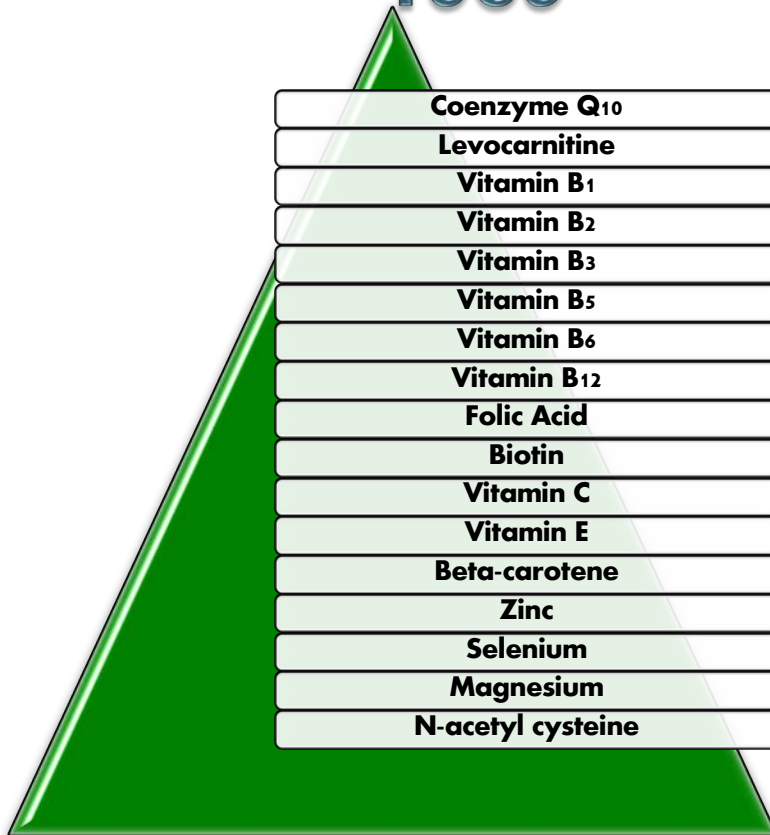 Coenzyme Q10
Levocarnitine
Vitamin B1
Vitamin B2
Vitamin B3
Vitamin B5
Vitamin B6
Vitamin B12
Folic Acid
Biotin
Vitamin C
Vitamin E
Beta-carotene
Zinc
Selenium
Magnesium
N-acetyl cysteine